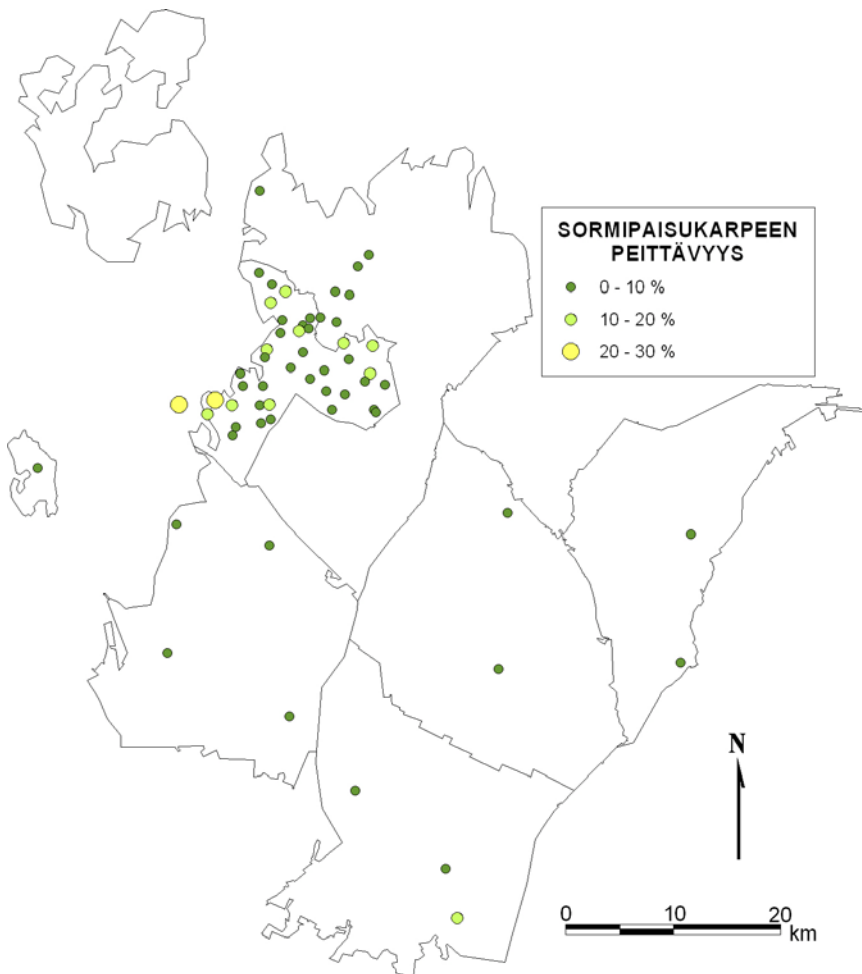 SORMIPAISUKARPEEN
PEITTÄVYYS
0 - 10 %
10 - 20 %
20 - 30 %
N
0 10 20
km